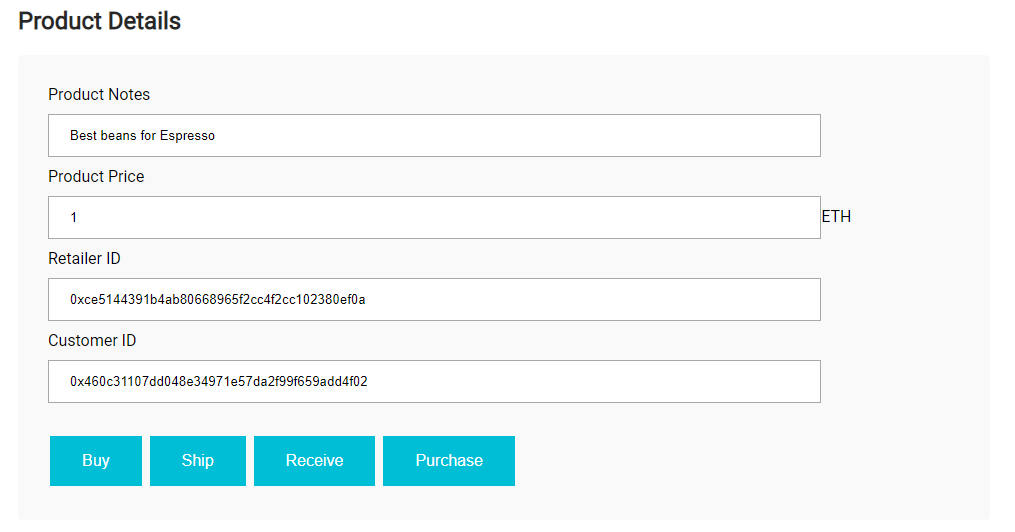 Product Details
Product Notes
Best beans for Espresso
Product Price
1 ETH
Retailer ID
0xce5144391b4ab80668965f2cc4f2cc102380ef0a
Customer ID
0x460c31107dd048e34971e57da2f99f659add4f02
Buy Ship Receive Purchase